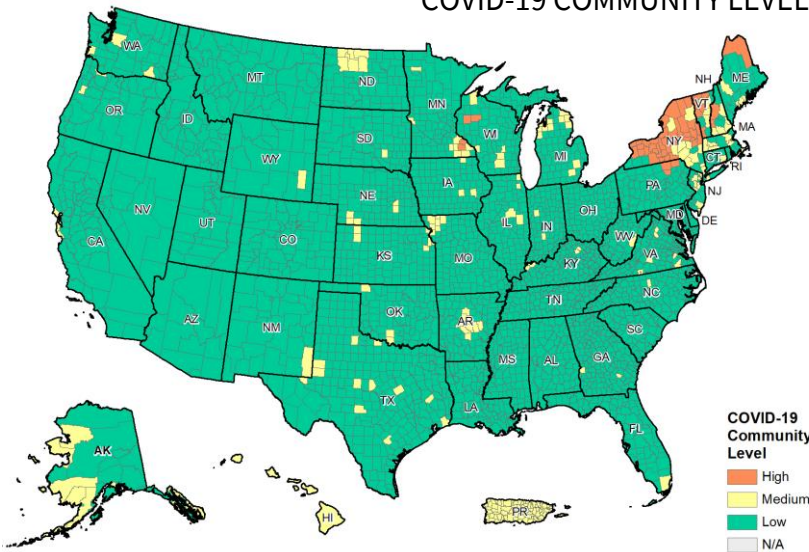 COVID-19 COMMUNITY LEVEL
WA
MT
ND
MN
OR
ID
SD
WI
WY
MI
NH
VT
ME
NY
MA
CT
RI
IA
NE
PA
NJ
NV
UT
IL
IN
OH
MD
DE
CA
CO
KS
MO
WV
VA
KY
AZ
NM
OK
AR
TN
NC
SC
MS
AL
GA
TX
LA
FL
AK
HI
PR
COVID-19
Community
Level
High
Medium
Low
N/A